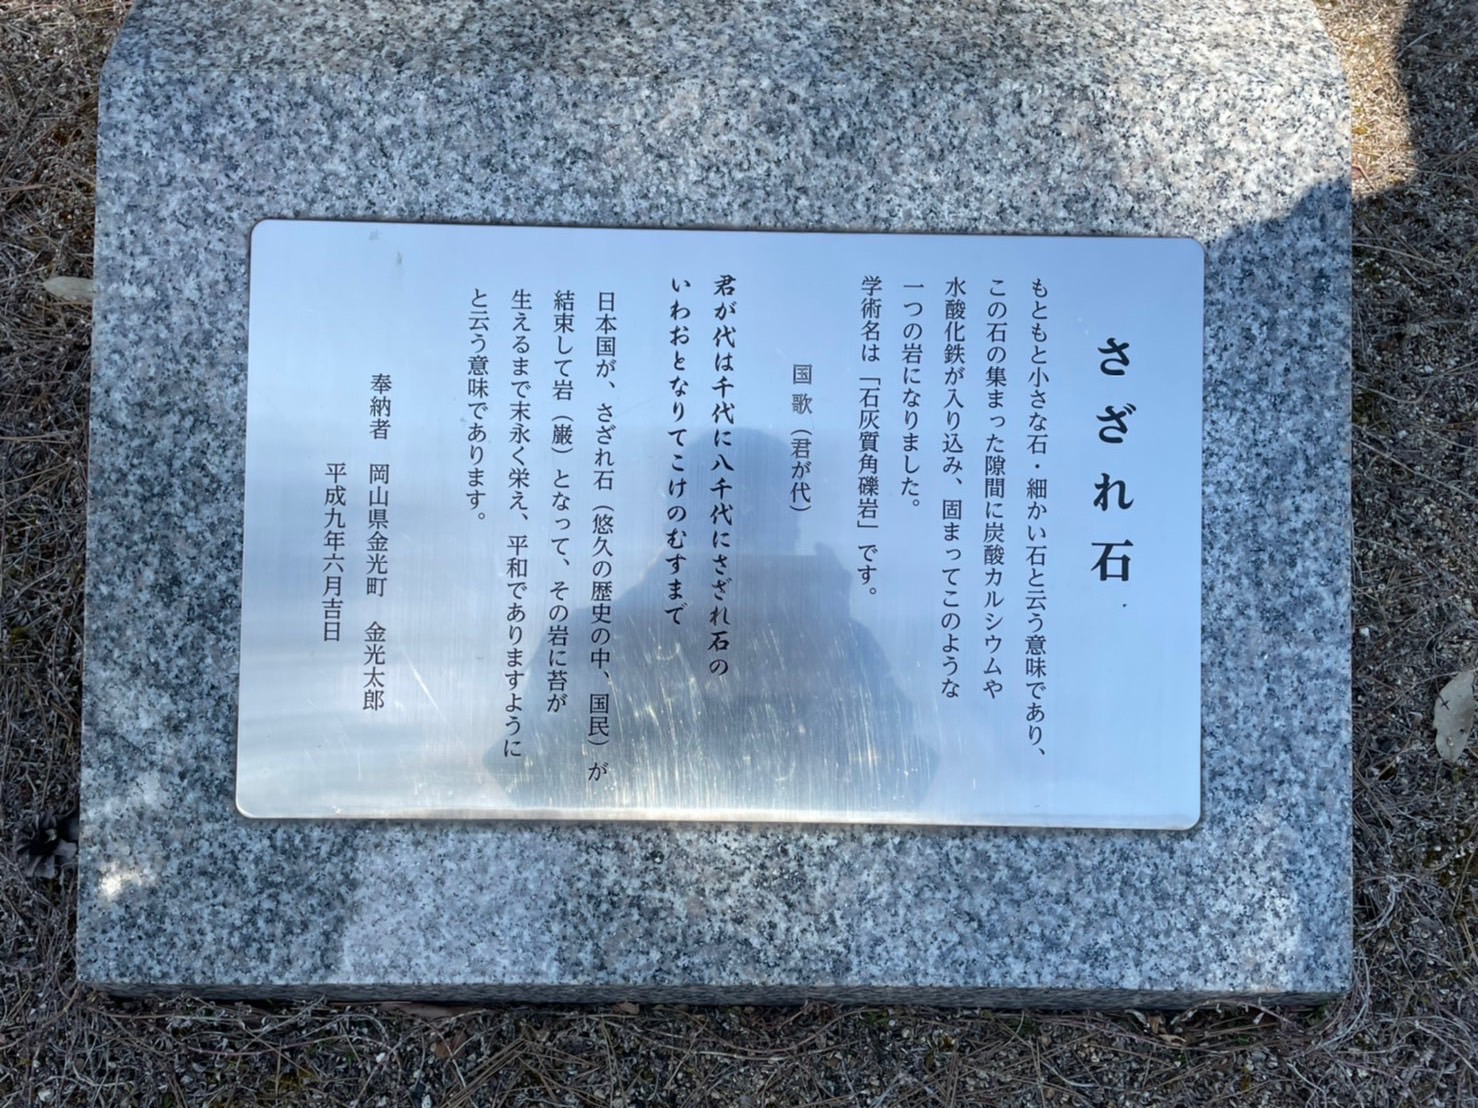 さざれ石
もともと小さな石・細かい石と云う意味であり、
この石の集まった隙間に炭酸カルシウムや
水酸化鉄が入り込み、固まってこのような
一つの岩になりました。
学術名は「石灰質角礫岩」です。
国歌（君が代）
君が代は千代に八千代にさざれ石の
いわおとなりてこけのむすまで
日本国が、さざれ石（悠久の歴史の中、国民）が
結束して岩（巌）となって、その岩に苔が
生えるまで末永く栄え、平和でありますように
と云う意味であります。
奉納者 岡山県金光町 金光太郎
平成九年六月吉日